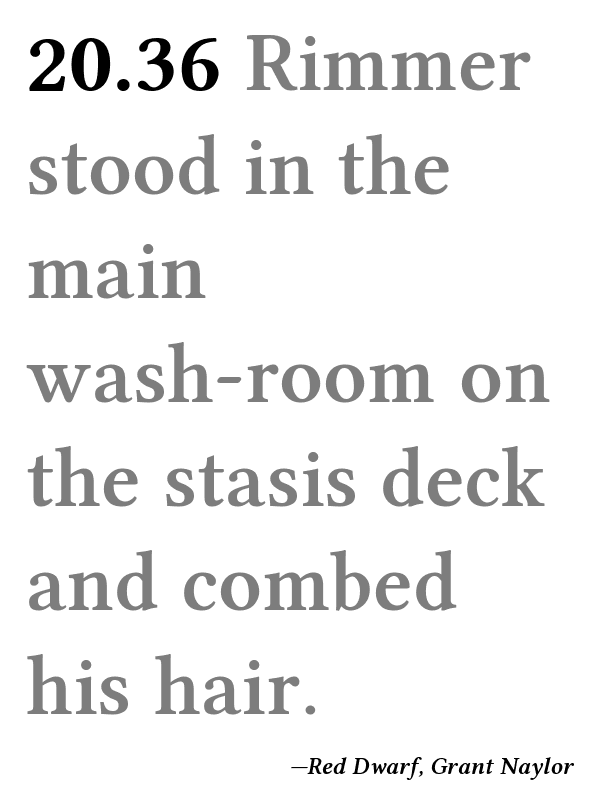 20.36 Rimmer
stood in the
main
wash-room on
the stasis deck
and combed
his hair.
—Red Dwarf, Grant Naylor